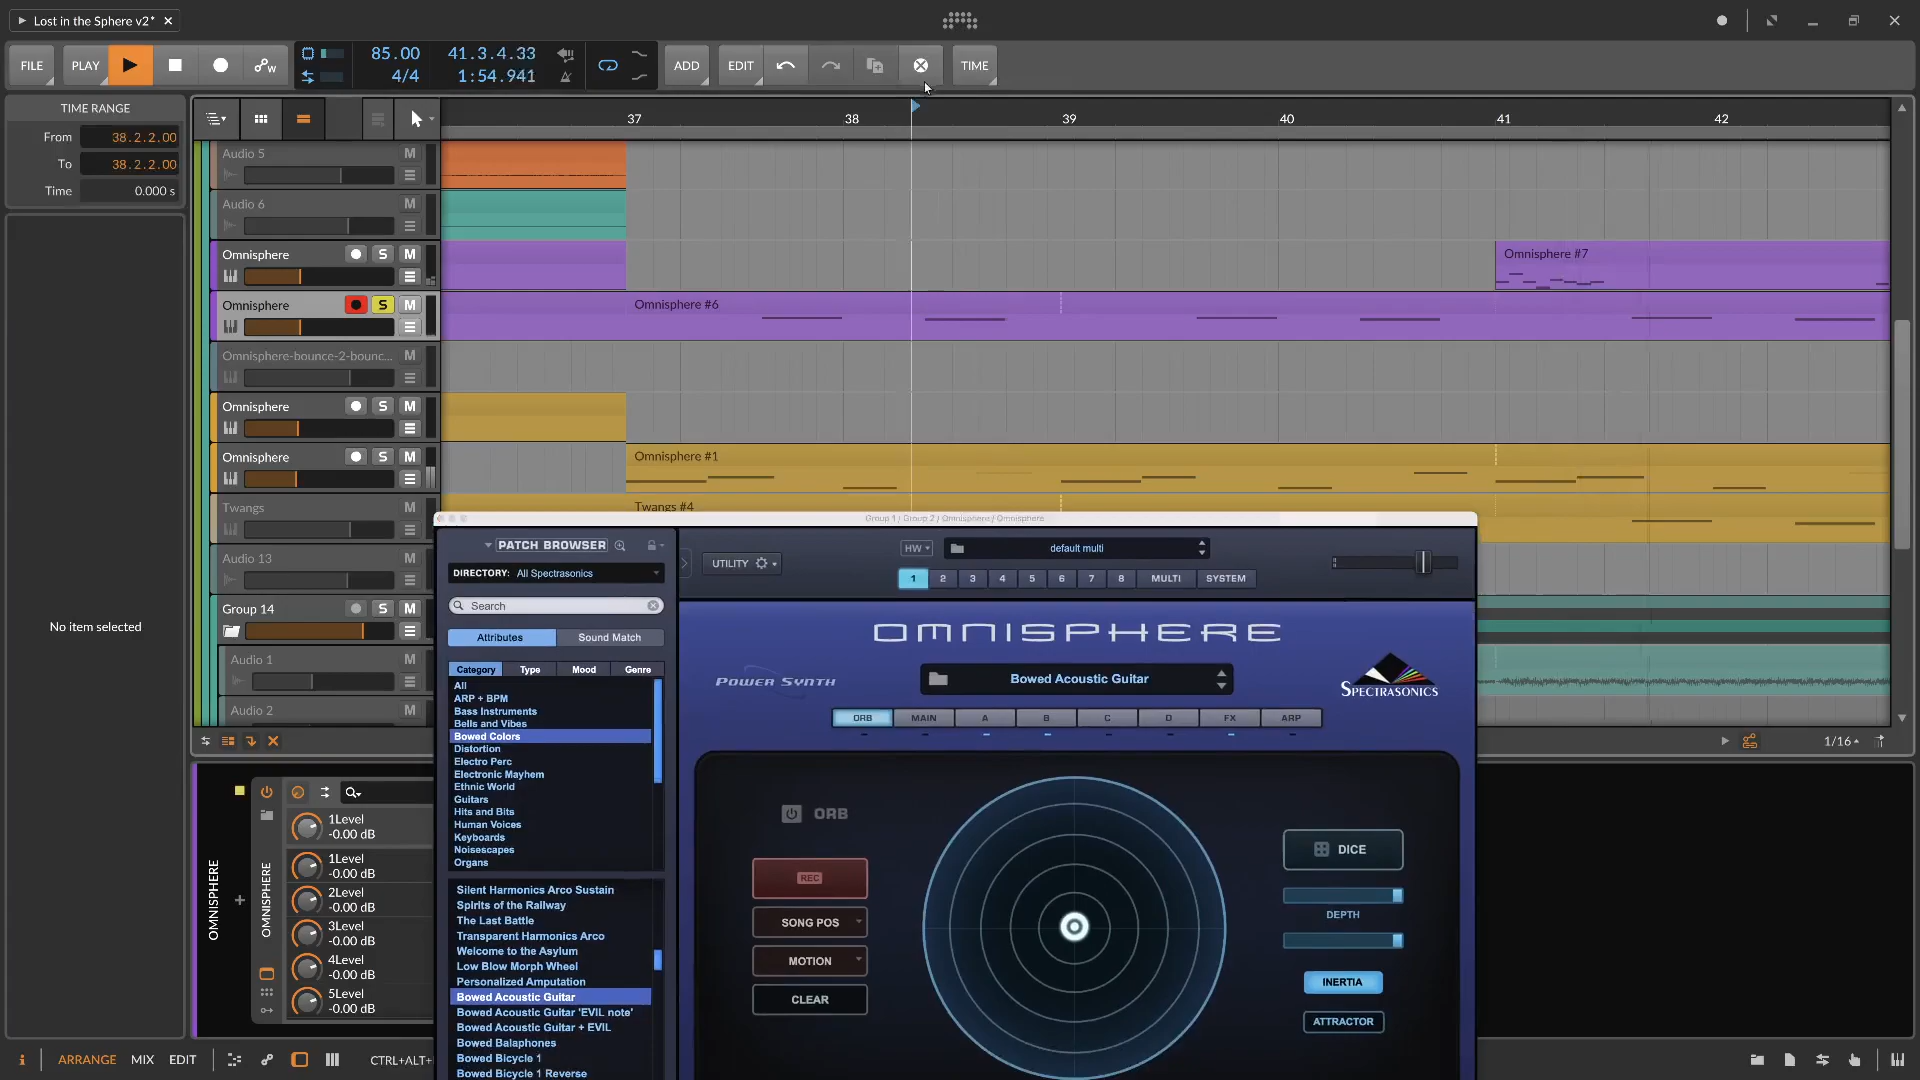 Lost in the Sphere v2*
FILE
PLAY
85.00
4/4
41.3.4.33
1:54.941
ADD
EDIT
TIME
TIME RANGE
From 38.2.2.00
To 38.2.2.00
Time 0.000 s
No item selected
37 38 39 40 41 42
Audio 5 M
Audio 6 M
Omnisphere S M
Omnisphere #7
Omnisphere S M
Omnisphere #6
Omnisphere-bounce-2-bounc... M
Omnisphere S M
Omnisphere S M
Omnisphere #1
Twangs M
Twangs #4
Audio 13 M
Group 14 S M
Audio 1 M
Audio 2 M
1/16
Group 1 / Group 2 / Omnisphere / Omnisphere
PATCH BROWSER
DIRECTORY: All Spectrasonics
Search
Attributes Sound Match
Category Type Mood Genre
All
ARP + BPM
Bass Instruments
Bells and Vibes
Bowed Colors
Distortion
Electro Perc
Electronic Mayhem
Ethnic World
Guitars
Hits and Bits
Human Voices
Keyboards
Noisescapes
Organs
Silent Harmonics Arco Sustain
Spirits of the Railway
The Last Battle
Transparent Harmonics Arco
Welcome to the Asylum
Low Blow Morph Wheel
Personalized Amputation
Bowed Acoustic Guitar
Bowed Acoustic Guitar 'EVIL note'
Bowed Acoustic Guitar + EVIL
Bowed Balaphones
Bowed Bicycle 1
Bowed Bicycle 1 Reverse
UTILITY
HW
default multi
1 2 3 4 5 6 7 8 MULTI SYSTEM
OMNISPHERE
POWER SYNTH
Bowed Acoustic Guitar
SPECTRASONICS
ORB MAIN A B C D FX ARP
ORB
REC
SONG POS
MOTION
CLEAR
DICE
DEPTH
INERTIA
ATTRACTOR
OMNISPHERE
OMNISPHERE
1Level
-0.00 dB
1Level
-0.00 dB
2Level
-0.00 dB
3Level
-0.00 dB
4Level
-0.00 dB
5Level
-0.00 dB
i ARRANGE MIX EDIT
CTRL+ALT+